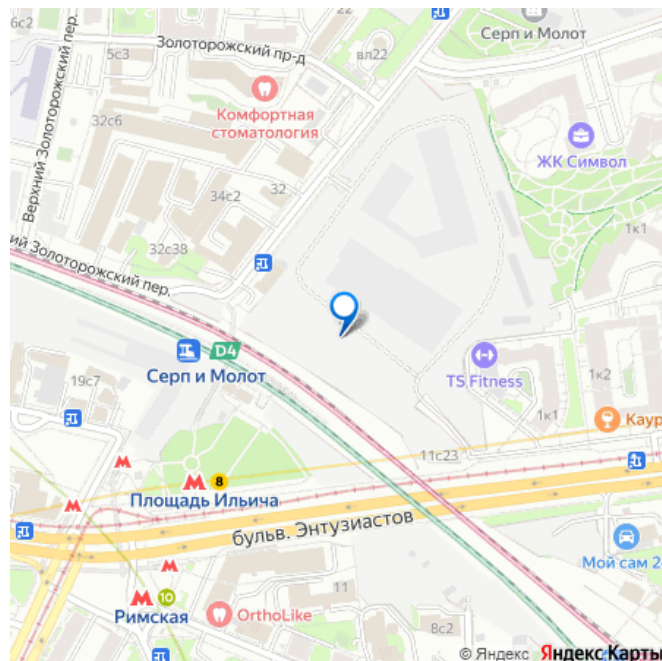 6с2
Верхний Золоторожский пер.
5с3
Золоторожский пр-д
22
вл22
Серп и Молот
32с6
Комфортная
стоматология
ЖК Символ
34с2
32
32с38
ий Золоторожский пер.
1к1
D4
Серп и Молот
19с7
TS Fitness
1к2
1к1
Каур
11с23
8
Площадь Ильича
бульв. Энтузиастов
Мой сам 24
10
Римская
11
OrthoLike
8с2
© Яндекс Яндекс Карты